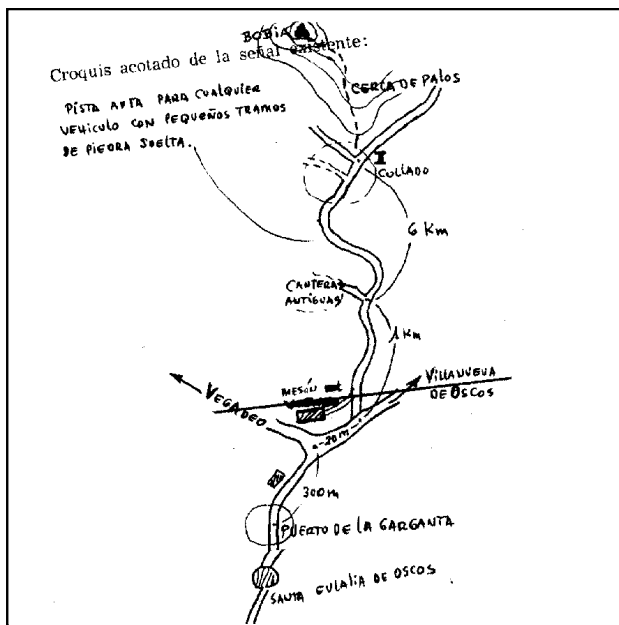 BOBIA
Croquis acotado de la señal existente:
CERCA DE PALOS
PISTA APTA PARA CUALQUIER
VEHICULO CON PEQUEÑOS TRAMOS
DE PIEDRA SUELTA.
COLLADO
6 Km
CANTERAS
ANTIGUAS
1 Km
MESÓN
VILLANUEVA
DE OSCOS
VEGADEO
20 m
300 m
PUERTO DE LA GARGANTA
SANTA EULALIA DE OSCOS